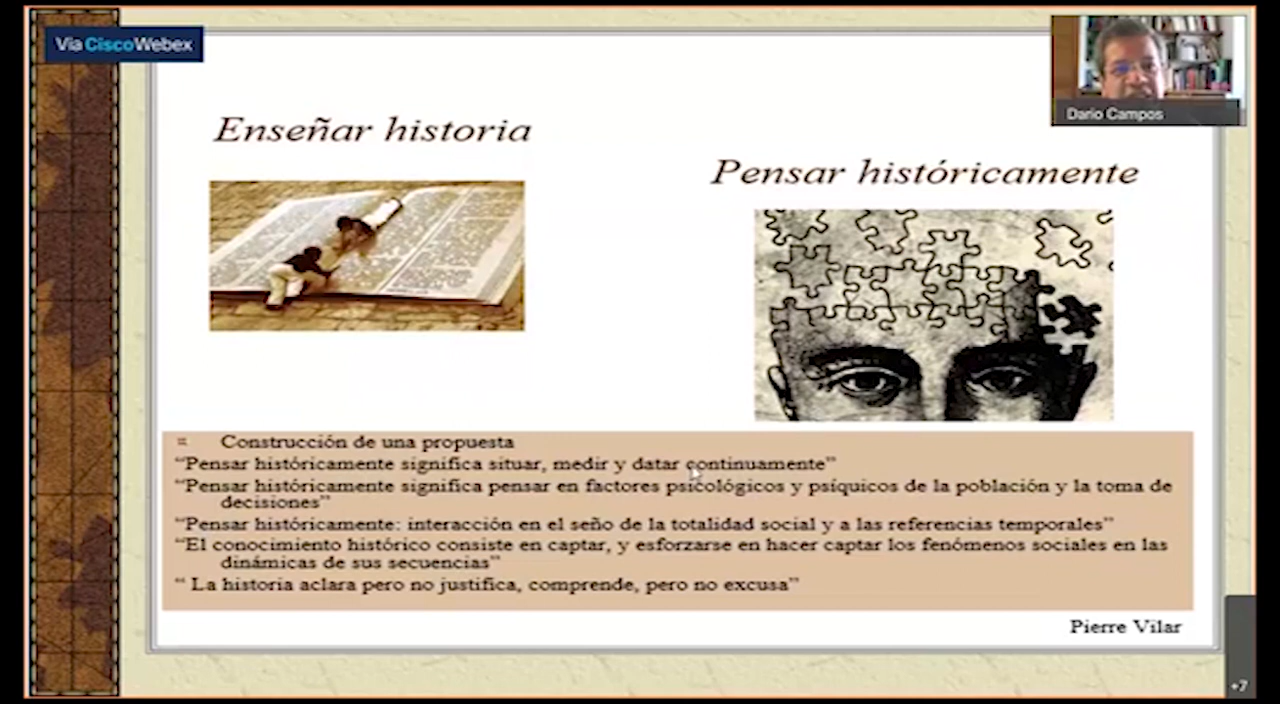 Vía CiscoWebex
Dario Campos
Enseñar historia
Pensar históricamente
Construcción de una propuesta
“Pensar históricamente significa situar, medir y datar continuamente”
“Pensar históricamente significa pensar en factores psicológicos y psíquicos de la población y la toma de
decisiones”
“Pensar históricamente: interacción en el seño de la totalidad social y a las referencias temporales”
“El conocimiento histórico consiste en captar, y esforzarse en hacer captar los fenómenos sociales en las
dinámicas de sus secuencias”
“ La historia aclara pero no justifica, comprende, pero no excusa”
Pierre Vilar
+7